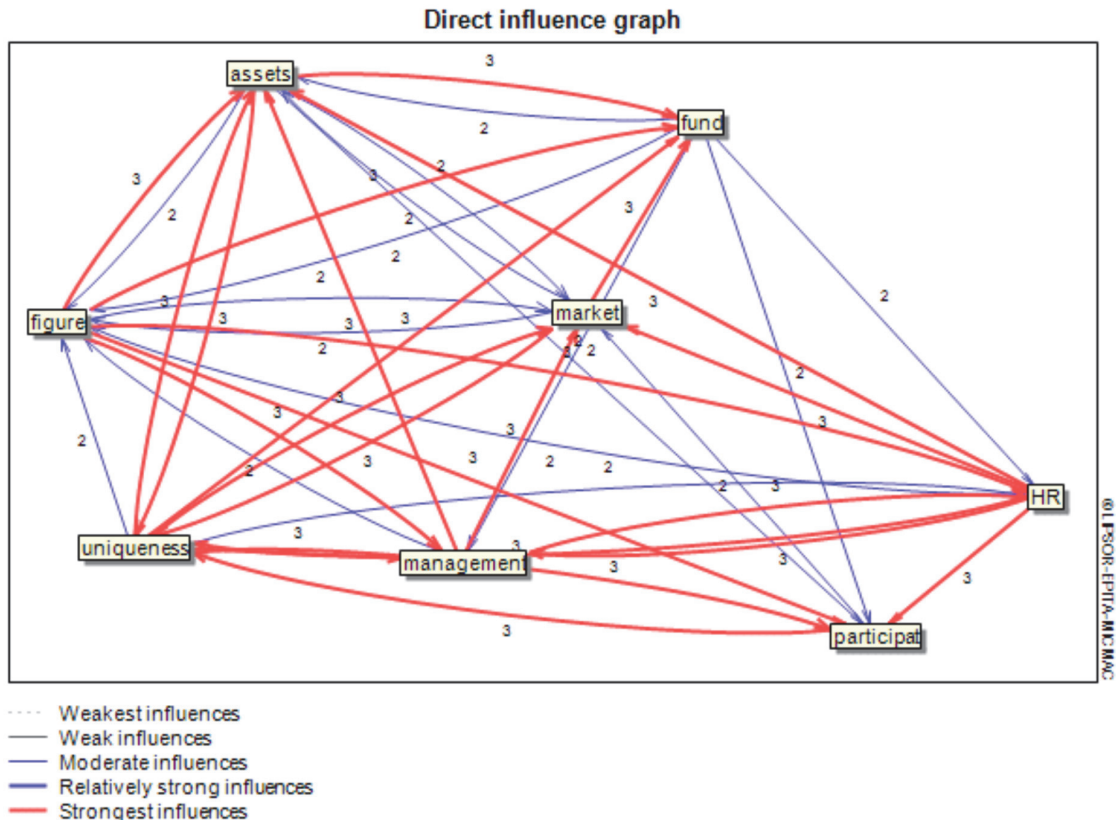 Direct influence graph
3
assets
fund
2
3
2
3
3
2
2
2
2
2
3
3
figure
3
3
3
3
market
2
2
2
3
2
3
3
3
2
3
3
3
2
2
2
2
3
HR
uniqueness
3
3
management
3
3
3
participat
3
@LIPSOR-EPITA-MICMAC
Weakest influences
Weak influences
Moderate influences
Relatively strong influences
Strongest influences